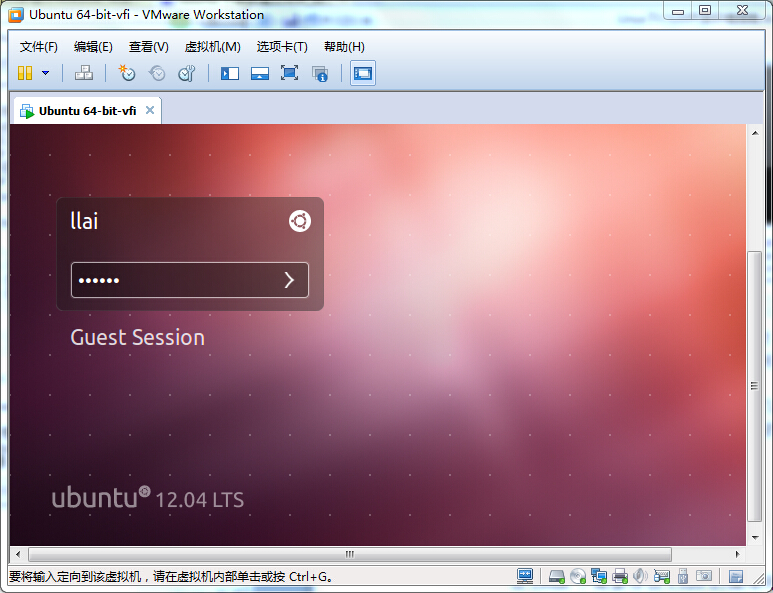 Ubuntu 64-bit-vfi - VMware Workstation
文件(F) 编辑(E) 查看(V) 虚拟机(M) 选项卡(T) 帮助(H)
Ubuntu 64-bit-vfi
llai
Guest Session
ubuntu 12.04 LTS
要将输入定向到该虚拟机，请在虚拟机内部单击或按 Ctrl+G。